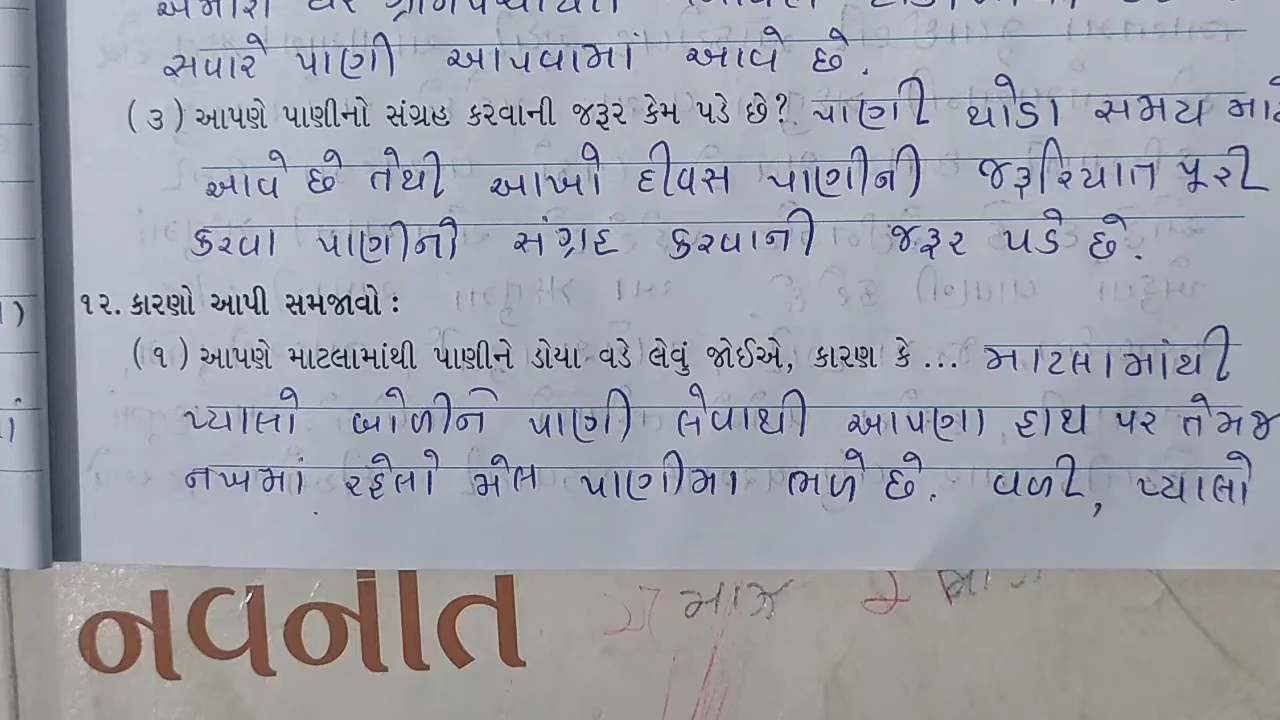 અમારા ઘરે
સવારે પાણી આપવામાં આવે છે.
(૩) આપણે પાણીનો સંગ્રહ કરવાની જરૂર કેમ પડે છે? પાણી થોડા સમય માટે
આવે છે તેથી આખો દીવસ પાણીની જરૂરિયાત પૂરી
કરવા પાણીનો સંગ્રહ કરવાની જરૂર પડે છે.
૧૨. કારણો આપી સમજાવો :
(૧) આપણે માટલામાંથી પાણીને ડોયા વડે લેવું જોઈએ, કારણ કે ... માટલામાંથી
પ્યાલો બોળીને પાણી લેવાથી આપણા હાથ પર તેમજ
નખમાં રહેલો મેલ પાણીમા ભળે છે. વળી, પ્યાલો
નવનીત